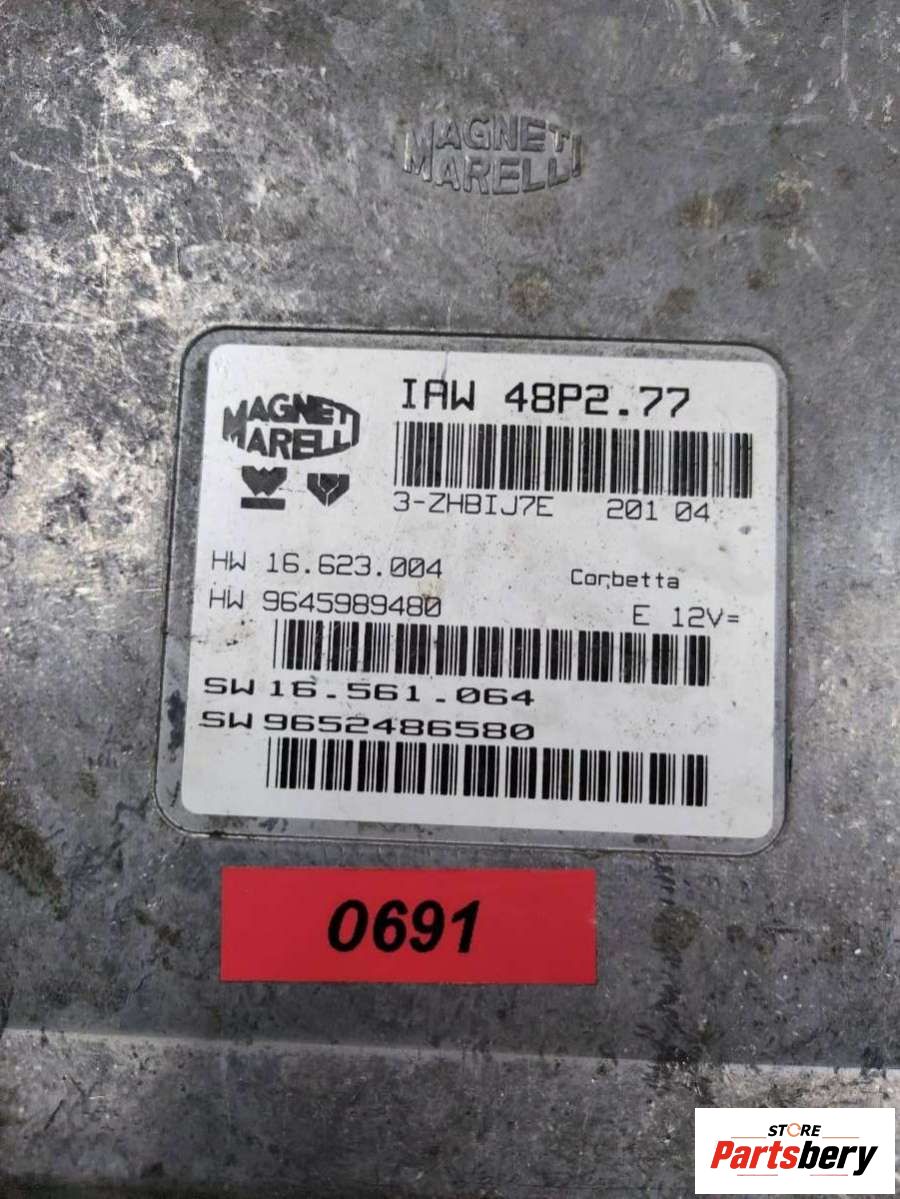 MAGNETI
MARELLI
MAGNETI
MARELLI
IAW 48P2.77
3-ZHBIJ7E 201 04
HW 16.623.004
Corbetta
HW 9645989480
E 12V=
SW 16.561.064
SW 9652486580
0691
STORE
Partsbery